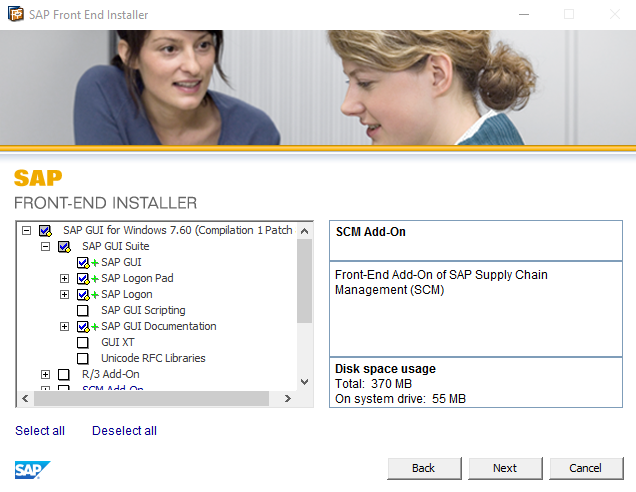 SAP Front End Installer
SAP
FRONT-END INSTALLER
SAP GUI for Windows 7.60 (Compilation 1 Patch
SAP GUI Suite
SAP GUI
SAP Logon Pad
SAP Logon
SAP GUI Scripting
SAP GUI Documentation
GUI XT
Unicode RFC Libraries
R/3 Add-On
SCM Add-On
SCM Add-On
Front-End Add-On of SAP Supply Chain
Management (SCM)
Disk space usage
Total: 370 MB
On system drive: 55 MB
Select all
Deselect all
SAP
Back
Next
Cancel